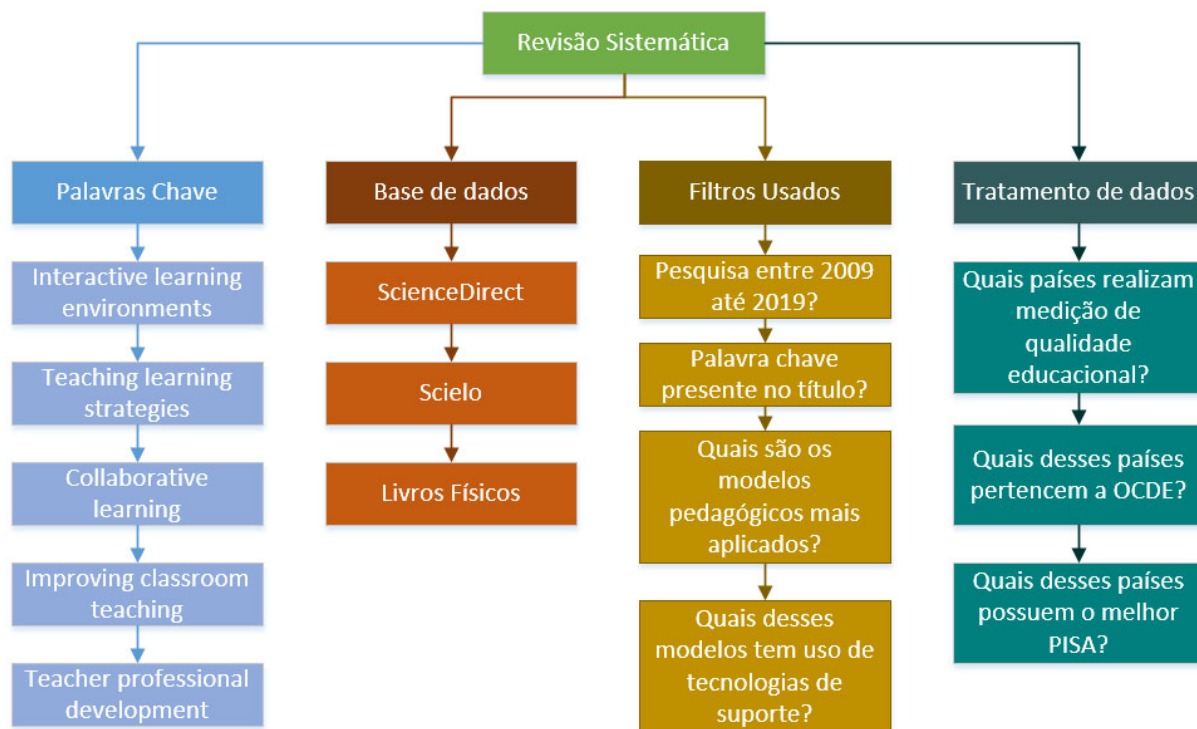 Revisão Sistemática
Palavras Chave
Interactive learning
environments
Teaching learning
strategies
Collaborative
learning
Improving classroom
teaching
Teacher professional
development
Base de dados
ScienceDirect
Scielo
Livros Físicos
Filtros Usados
Pesquisa entre 2009
até 2019?
Palavra chave
presente no título?
Quais são os
modelos
pedagógicos mais
aplicados?
Quais desses
modelos tem uso de
tecnologias de
suporte?
Tratamento de dados
Quais países realizam
medição de
qualidade
educacional?
Quais desses países
pertencem a OCDE?
Quais desses países
possuem o melhor
PISA?